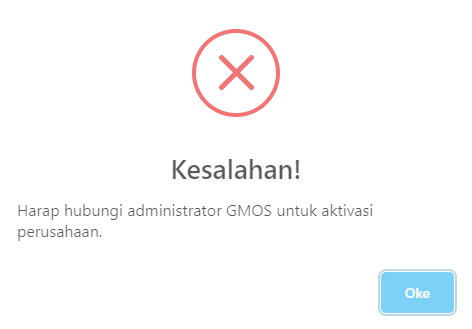 Kesalahan!
Harap hubungi administrator GMOS untuk aktivasi
perusahaan.
Oke